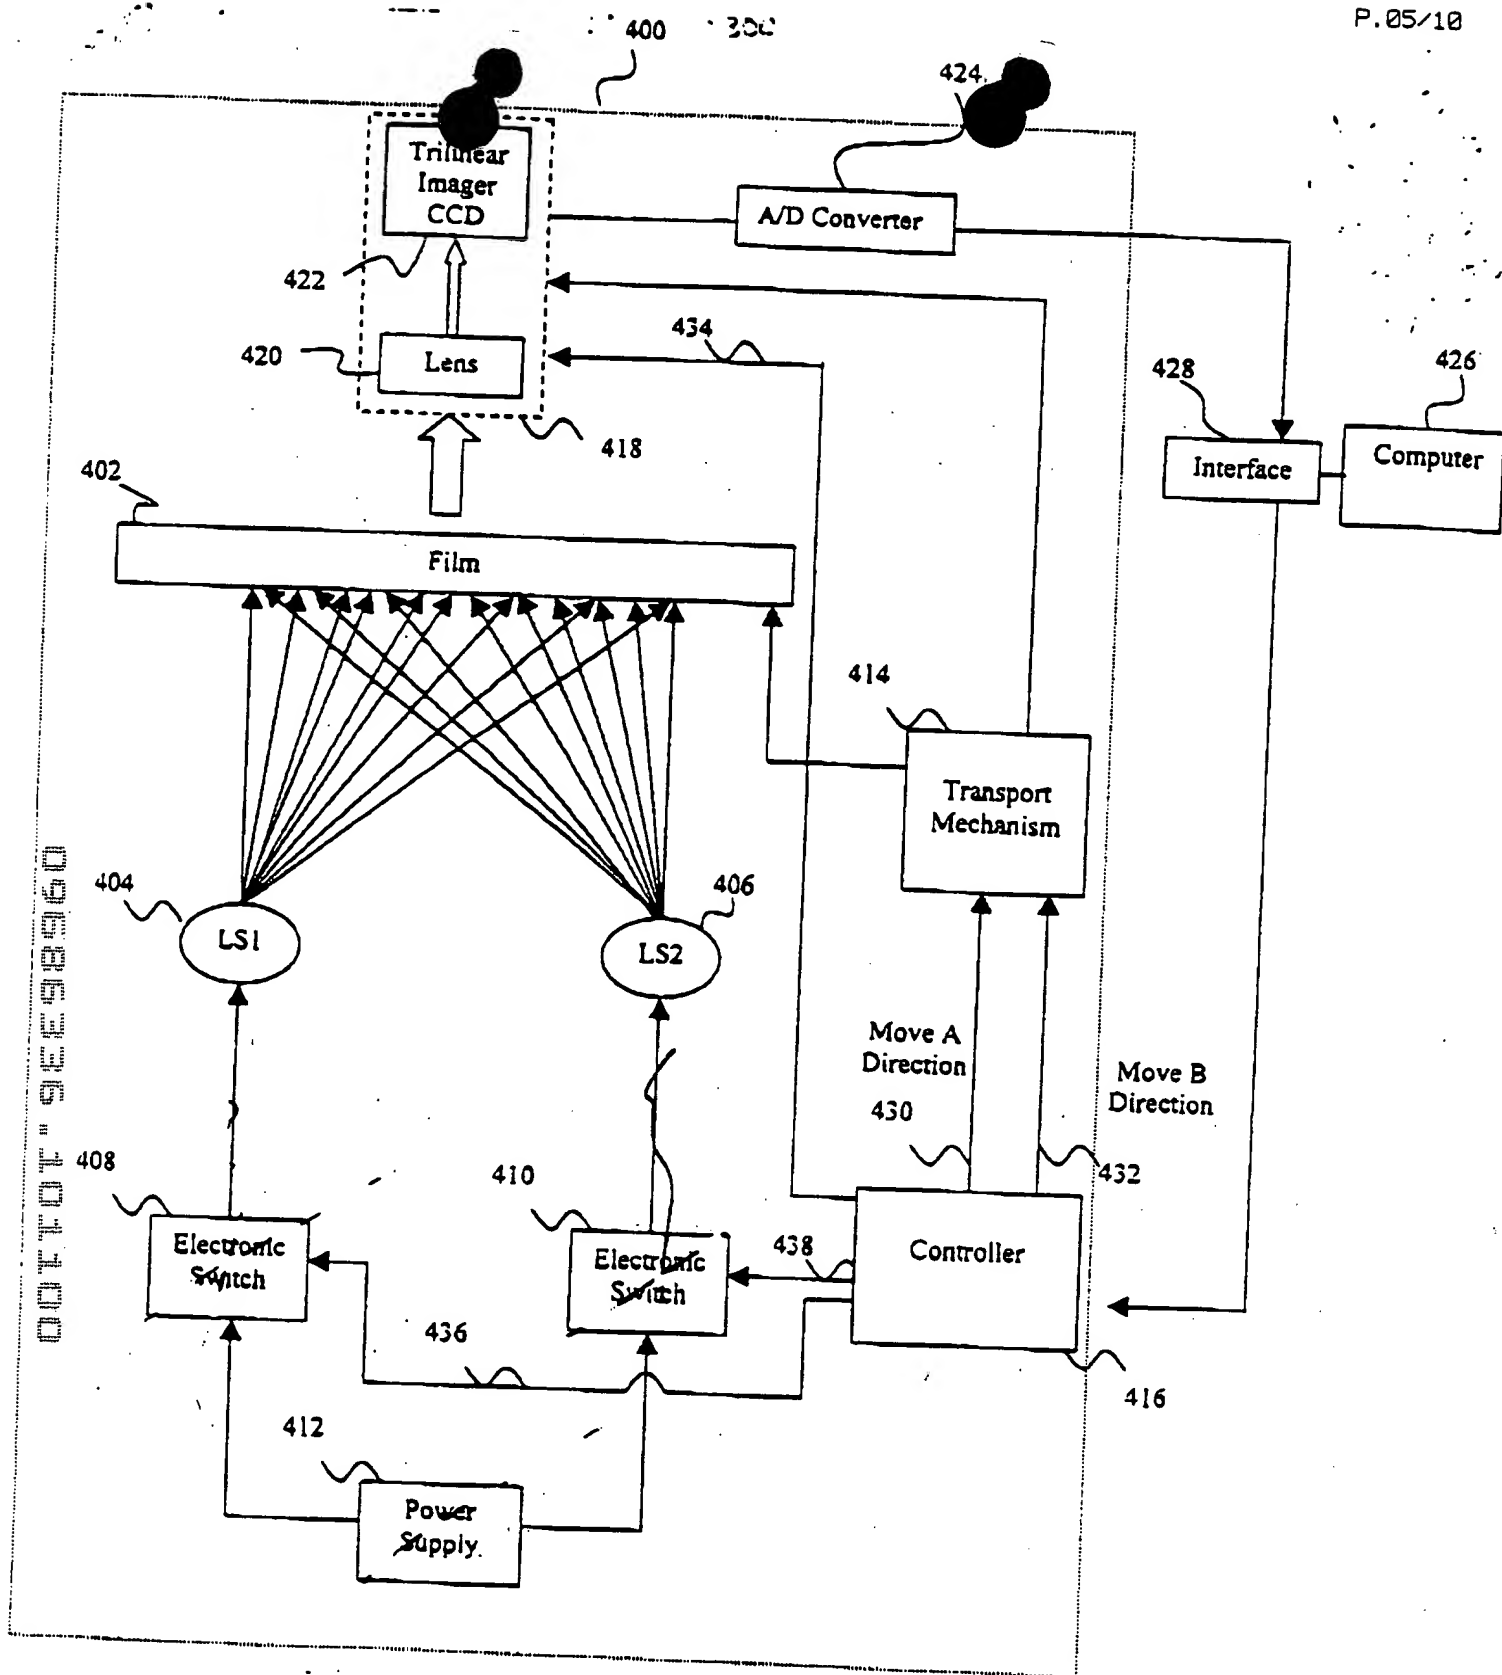 P.05/10
400
424
Trilinear
Imager
CCD
A/D Converter
422
434
420
Lens
428
426
418
Interface
Computer
402
Film
414
Transport
Mechanism
404
406
LS1
LS2
Move A
Direction
Move B
Direction
430
432
408
410
Electronic
Switch
Electronic
Switch
438
Controller
436
416
412
Power
Supply
09686336.101100